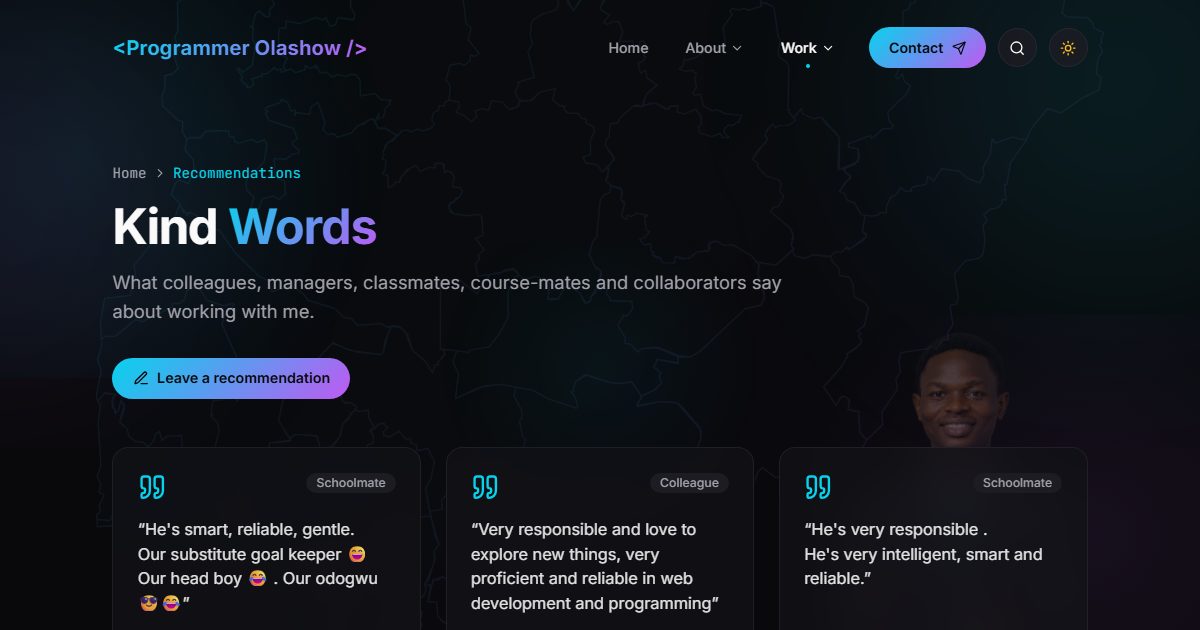 <Programmer Olashow />
Home
About
Work
Contact
Home > Recommendations
Kind Words
What colleagues, managers, classmates, course-mates and collaborators say
about working with me.
Leave a recommendation
Schoolmate
“He's smart, reliable, gentle.
Our substitute goal keeper 😅
Our head boy 😅 . Our odogwu
😎😅”
Colleague
“Very responsible and love to
explore new things, very
proficient and reliable in web
development and programming”
Schoolmate
“He's very responsible .
He's very intelligent, smart and
reliable.”